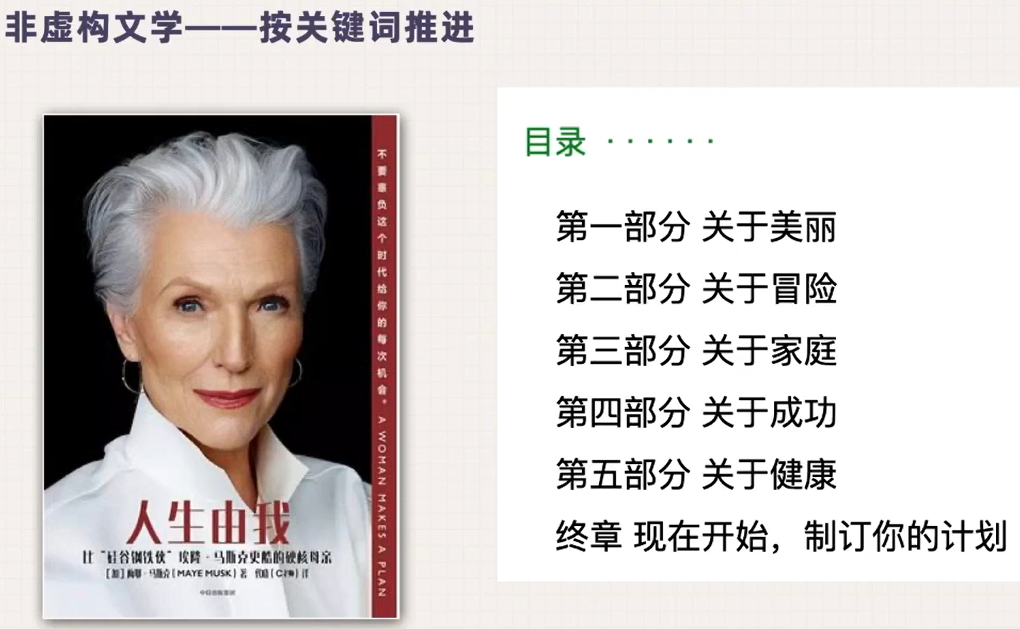 非虚构文学——按关键词推进
不要辜负这个时代给你的每次机会。A WOMAN MAKES A PLAN
人生由我
让“硅谷钢铁侠”埃隆·马斯克史酷的硬核母亲
[加]梅耶·马斯克(MAYE MUSK)著
中信出版集团
目录 · · · · · ·
第一部分 关于美丽
第二部分 关于冒险
第三部分 关于家庭
第四部分 关于成功
第五部分 关于健康
终章 现在开始，制订你的计划